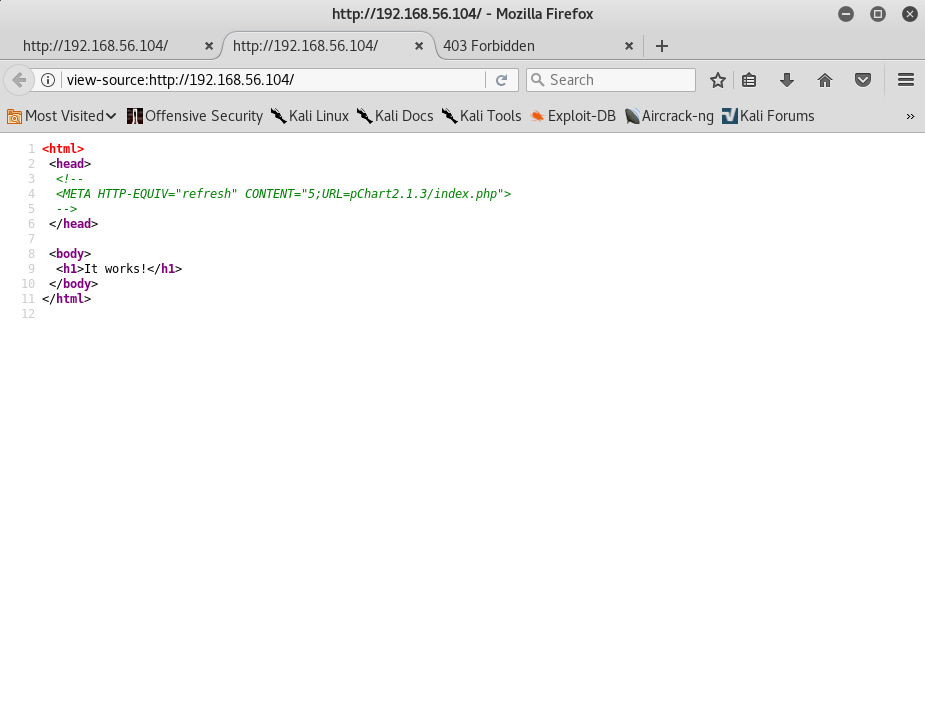 http://192.168.56.104/ - Mozilla Firefox
http://192.168.56.104/ × http://192.168.56.104/ × 403 Forbidden × +
view-source:http://192.168.56.104/ Search
Most Visited Offensive Security Kali Linux Kali Docs Kali Tools Exploit-DB Aircrack-ng Kali Forums »
1 <html>
2 <head>
3 <!--
4 <META HTTP-EQUIV="refresh" CONTENT="5;URL=pChart2.1.3/index.php">
5 -->
6 </head>
7
8 <body>
9 <h1>It works!</h1>
10 </body>
11 </html>
12